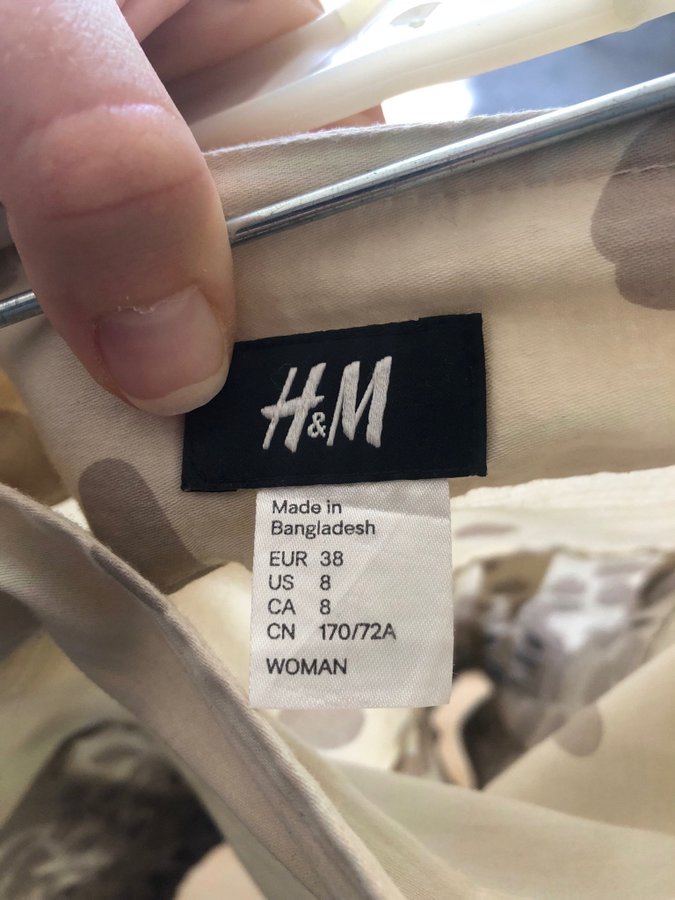 H&M
Made in
Bangladesh
EUR 38
US 8
CA 8
CN 170/72A
WOMAN